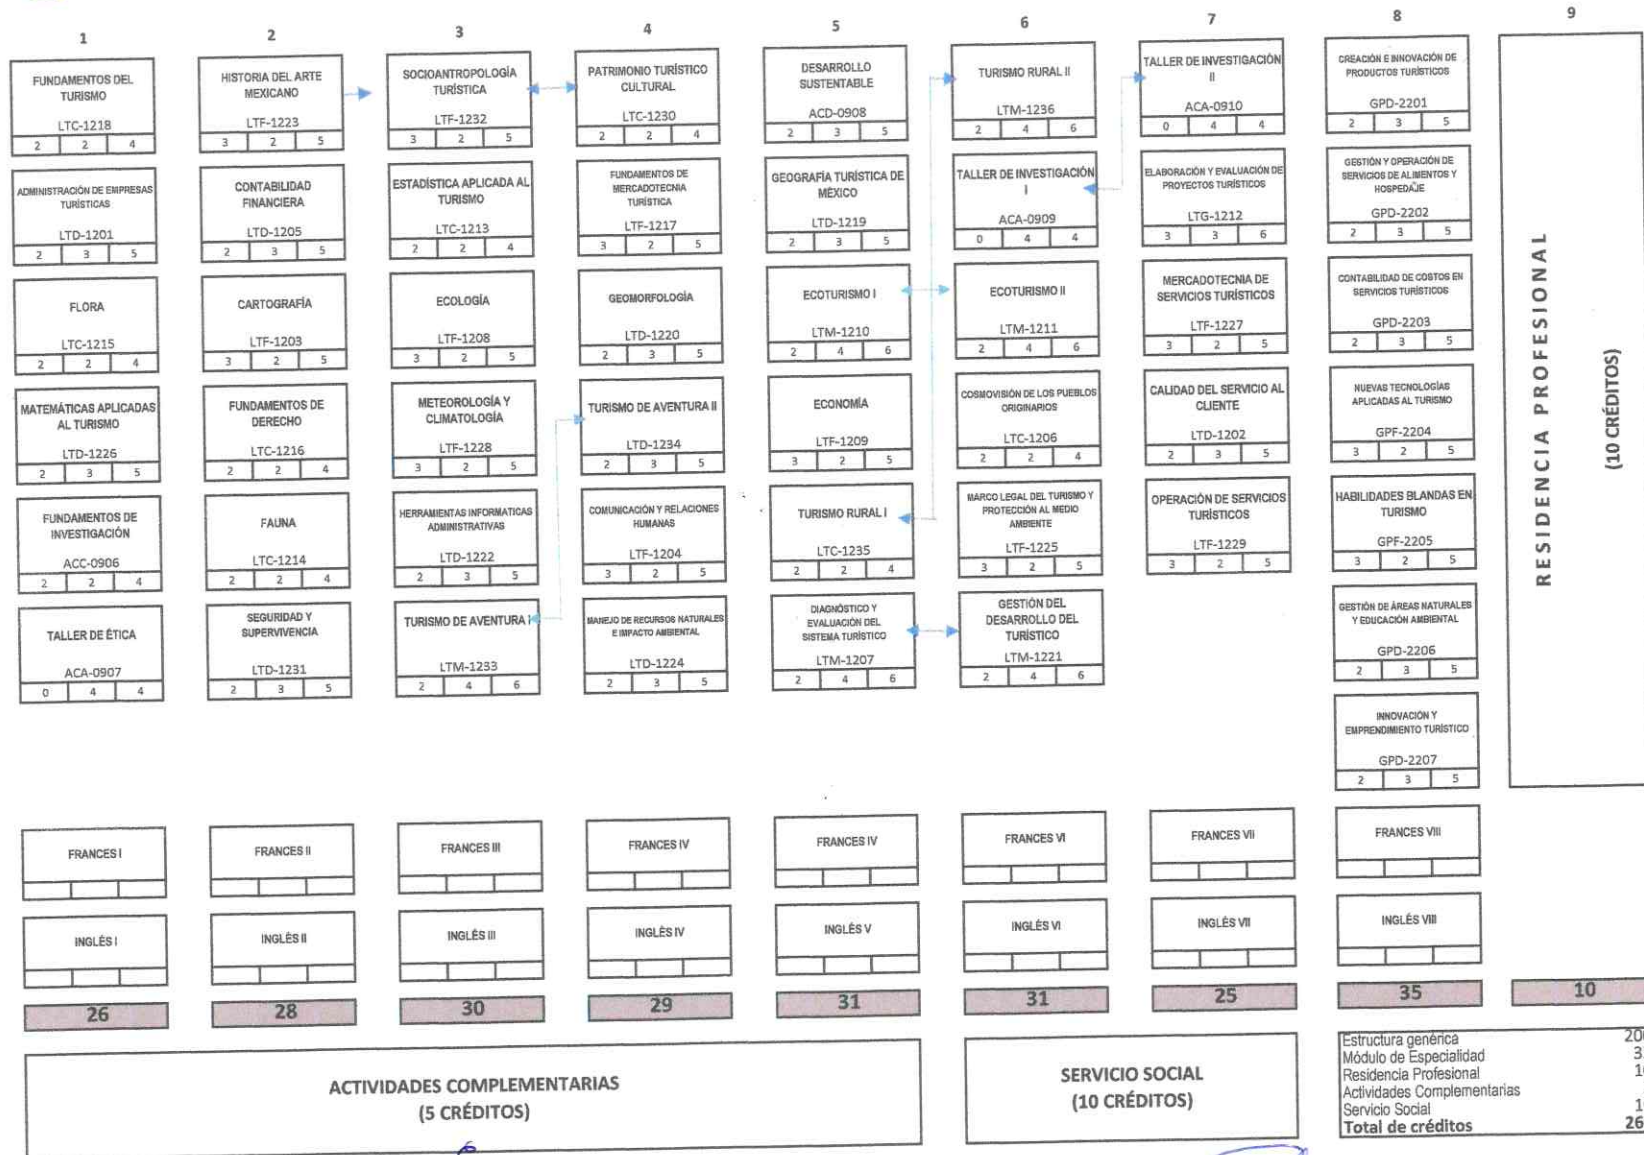 1
2
3
4
5
6
7
8
9
FUNDAMENTOS DEL
TURISMO
LTC-1218
2 2 4
ADMINISTRACIÓN DE EMPRESAS
TURÍSTICAS
LTD-1201
2 3 5
FLORA
LTC-1215
2 2 4
MATEMÁTICAS APLICADAS
AL TURISMO
LTD-1226
2 3 5
FUNDAMENTOS DE
INVESTIGACIÓN
ACC-0906
2 2 4
TALLER DE ÉTICA
ACA-0907
0 4 4
HISTORIA DEL ARTE
MEXICANO
LTF-1223
3 2 5
CONTABILIDAD
FINANCIERA
LTD-1205
2 3 5
CARTOGRAFÍA
LTF-1203
3 2 5
FUNDAMENTOS DE
DERECHO
LTC-1216
2 2 4
FAUNA
LTC-1214
2 2 4
SEGURIDAD Y
SUPERVIVENCIA
LTD-1231
2 3 5
SOCIOANTROPOLOGÍA
TURÍSTICA
LTF-1232
3 2 5
ESTADÍSTICA APLICADA AL
TURISMO
LTC-1213
2 2 4
ECOLOGÍA
LTF-1208
3 2 5
METEOROLOGÍA Y
CLIMATOLOGÍA
LTF-1228
3 2 5
HERRAMIENTAS INFORMATICAS
ADMINISTRATIVAS
LTD-1222
2 3 5
TURISMO DE AVENTURA I
LTM-1233
2 4 6
PATRIMONIO TURÍSTICO
CULTURAL
LTC-1230
2 2 4
FUNDAMENTOS DE
MERCADOTECNIA
TURÍSTICA
LTF-1217
3 2 5
GEOMORFOLOGÍA
LTD-1220
2 3 5
TURISMO DE AVENTURA II
LTD-1234
2 3 5
COMUNICACIÓN Y RELACIONES
HUMANAS
LTF-1204
3 2 5
MANEJO DE RECURSOS NATURALES
E IMPACTO AMBIENTAL
LTD-1224
2 3 5
DESARROLLO
SUSTENTABLE
ACD-0908
2 3 5
GEOGRAFÍA TURÍSTICA DE
MÉXICO
LTD-1219
2 3 5
ECOTURISMO I
LTM-1210
2 4 6
ECONOMÍA
LTF-1209
3 2 5
TURISMO RURAL I
LTC-1235
2 2 4
DIAGNÓSTICO Y
EVALUACIÓN DEL
SISTEMA TURÍSTICO
LTM-1207
2 4 6
TURISMO RURAL II
LTM-1236
2 4 6
TALLER DE INVESTIGACIÓN
I
ACA-0909
0 4 4
ECOTURISMO II
LTM-1211
2 4 6
COSMOVISIÓN DE LOS PUEBLOS
ORIGINARIOS
LTC-1206
2 2 4
MARCO LEGAL DEL TURISMO Y
PROTECCIÓN AL MEDIO
AMBIENTE
LTF-1225
3 2 5
GESTIÓN DEL
DESARROLLO DEL
TURÍSTICO
LTM-1221
2 4 6
TALLER DE INVESTIGACIÓN
II
ACA-0910
0 4 4
ELABORACIÓN Y EVALUACIÓN DE
PROYECTOS TURÍSTICOS
LTG-1212
3 3 6
MERCADOTECNIA DE
SERVICIOS TURÍSTICOS
LTF-1227
3 2 5
CALIDAD DEL SERVICIO AL
CLIENTE
LTD-1202
2 3 5
OPERACIÓN DE SERVICIOS
TURÍSTICOS
LTF-1229
3 2 5
CREACIÓN E INNOVACIÓN DE
PRODUCTOS TURÍSTICOS
GPD-2201
2 3 5
GESTIÓN Y OPERACIÓN DE
SERVICIOS DE ALIMENTOS Y
HOSPEDAJE
GPD-2202
2 3 5
CONTABILIDAD DE COSTOS EN
SERVICIOS TURÍSTICOS
GPD-2203
2 3 5
NUEVAS TECNOLOGÍAS
APLICADAS AL TURISMO
GPF-2204
3 2 5
HABILIDADES BLANDAS EN
TURISMO
GPF-2205
3 2 5
GESTIÓN DE ÁREAS NATURALES
Y EDUCACIÓN AMBIENTAL
GPD-2206
2 3 5
INNOVACIÓN Y
EMPRENDIMIENTO TURÍSTICO
GPD-2207
2 3 5
RESIDENCIA PROFESIONAL
(10 CRÉDITOS)
FRANCES I
FRANCES II
FRANCES III
FRANCES IV
FRANCES IV
FRANCES VI
FRANCES VII
FRANCES VIII
INGLÉS I
INGLÉS II
INGLÉS III
INGLÉS IV
INGLÉS V
INGLÉS VI
INGLÉS VII
INGLÉS VIII
26
28
30
29
31
31
25
35
10
ACTIVIDADES COMPLEMENTARIAS
(5 CRÉDITOS)
SERVICIO SOCIAL
(10 CRÉDITOS)
Estructura genérica
Módulo de Especialidad
Residencia Profesional
Actividades Complementarias
Servicio Social
Total de créditos